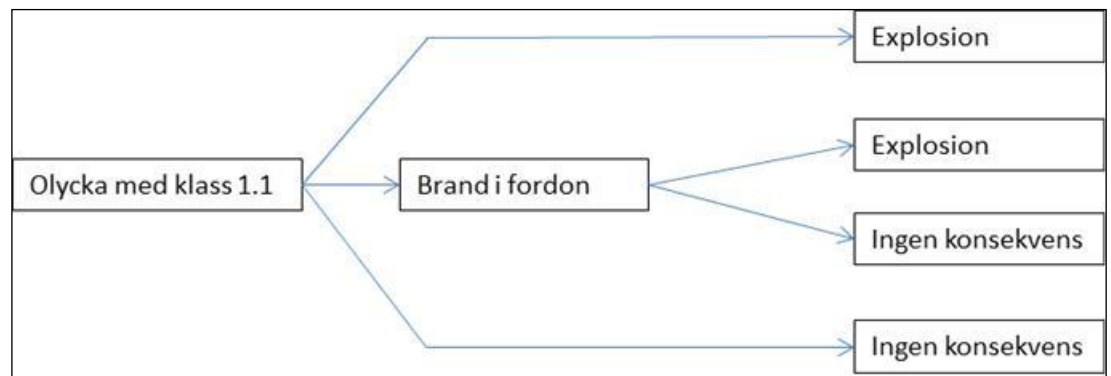 Explosion
Explosion
Olycka med klass 1.1
Brand i fordon
Ingen konsekvens
Ingen konsekvens